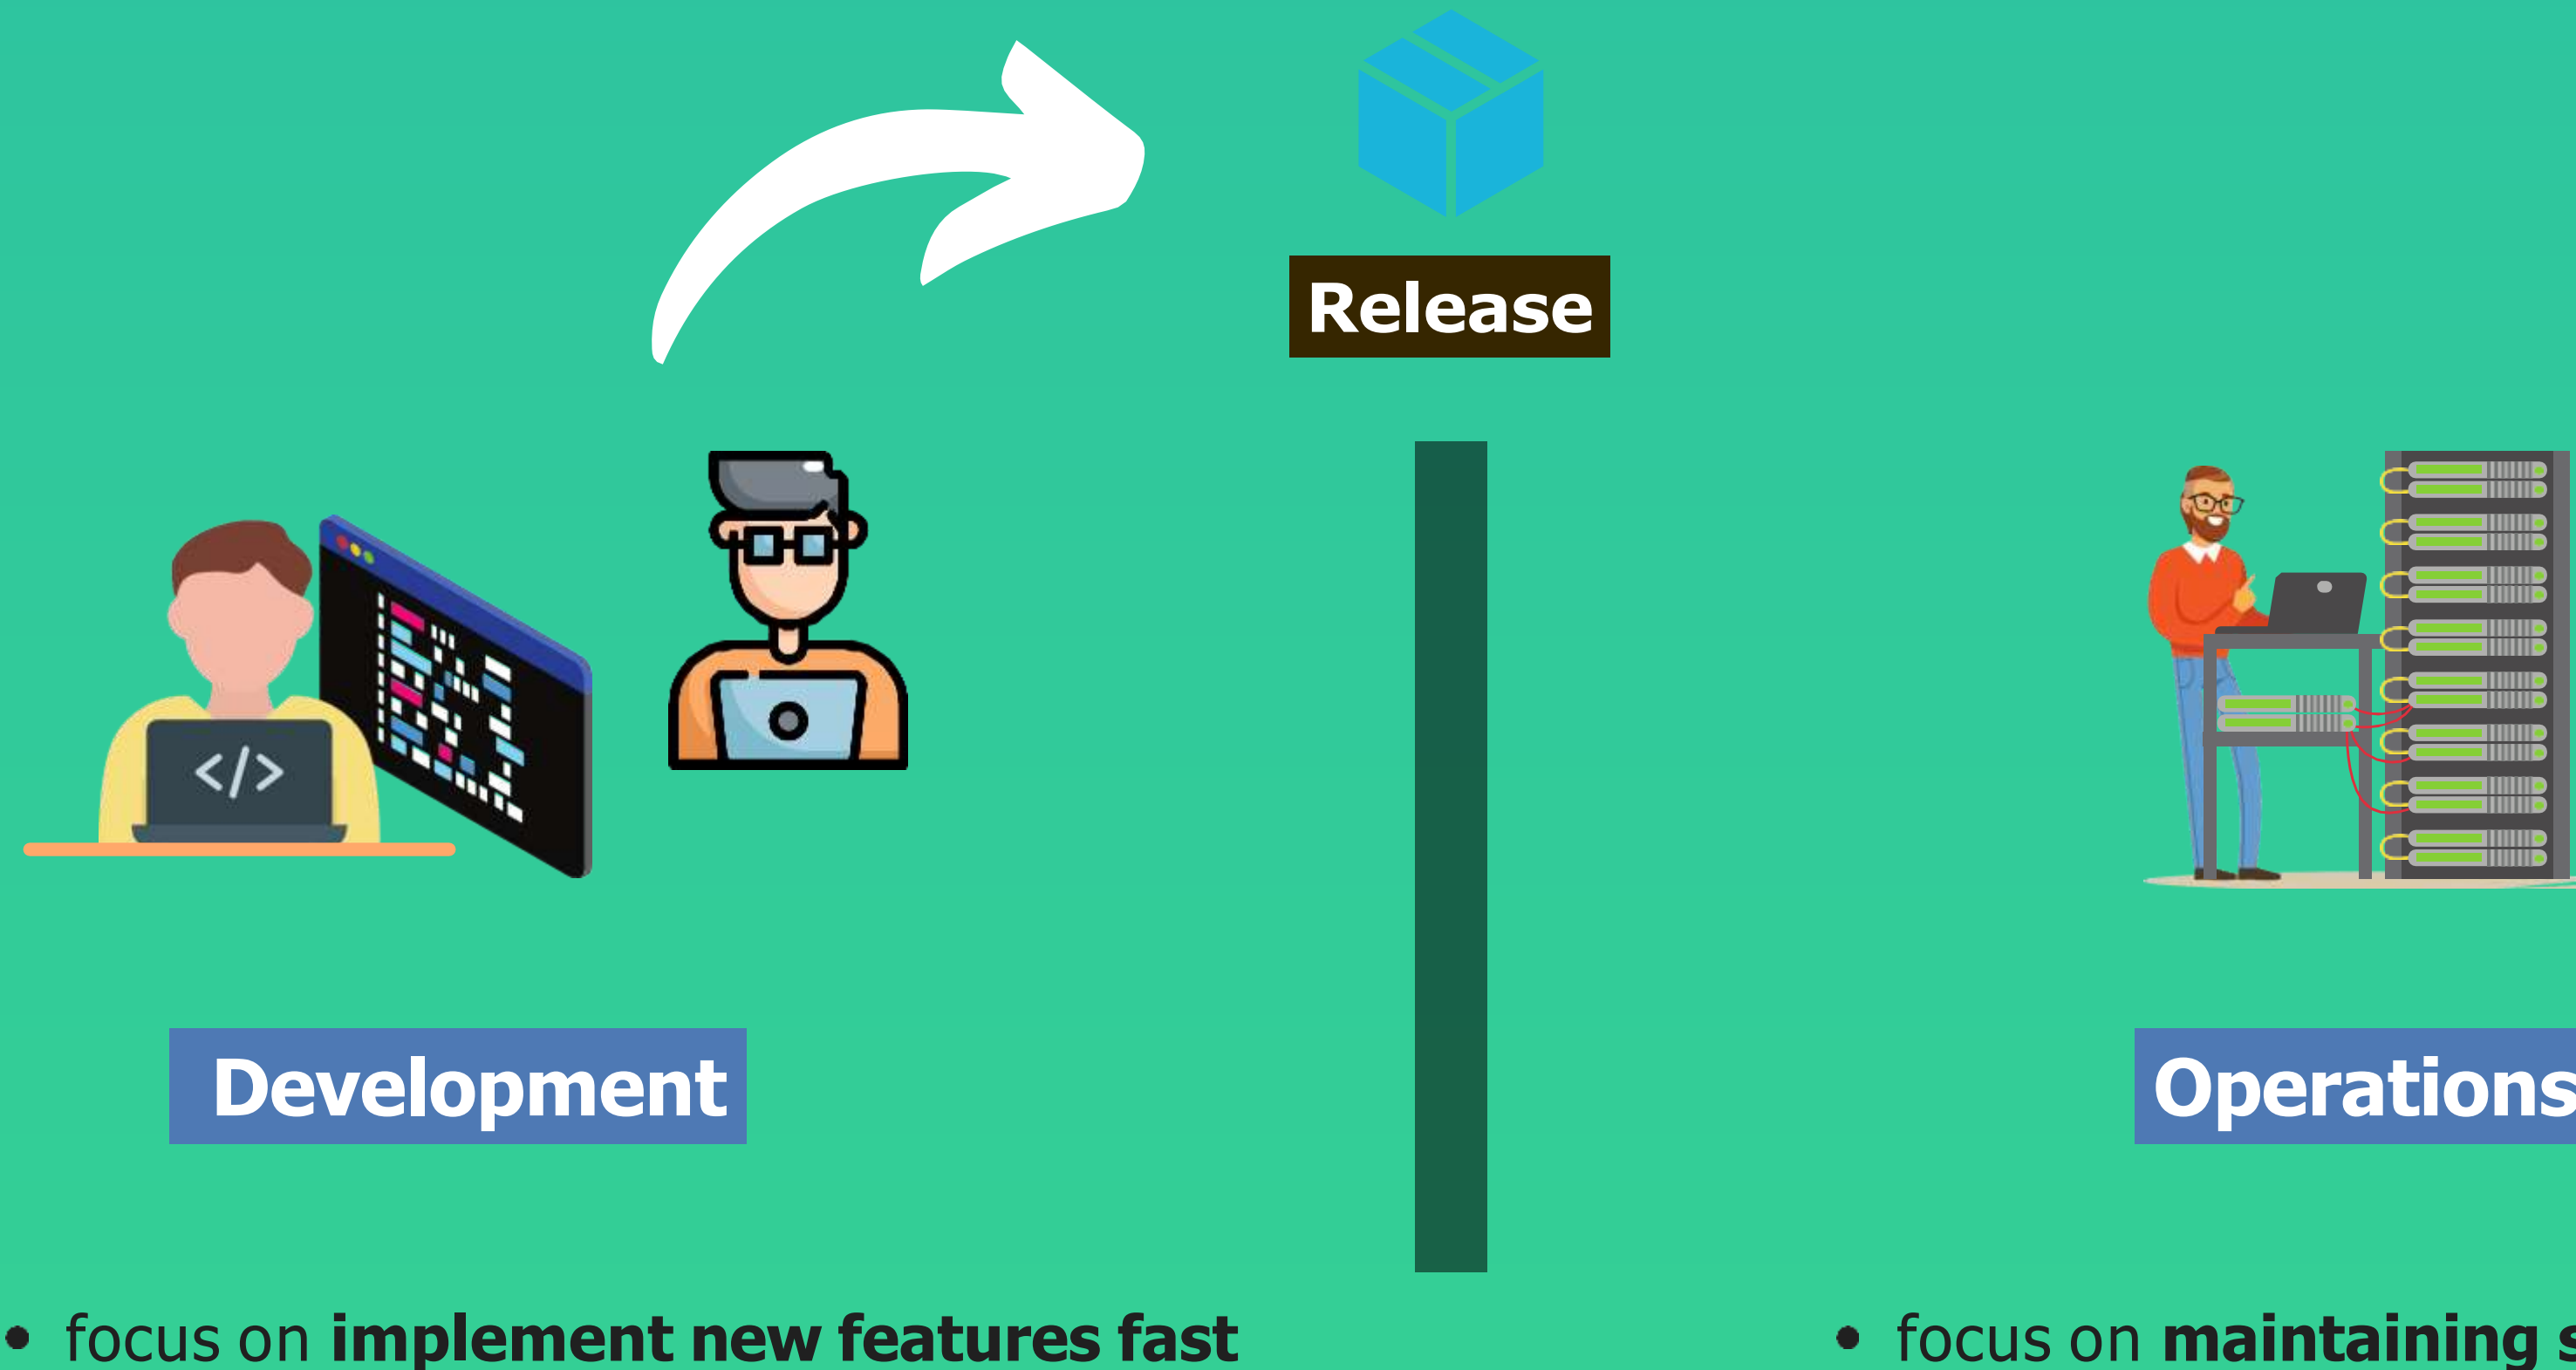 Release
</>
Development
Operations
• focus on implement new features fast
• focus on maintaining